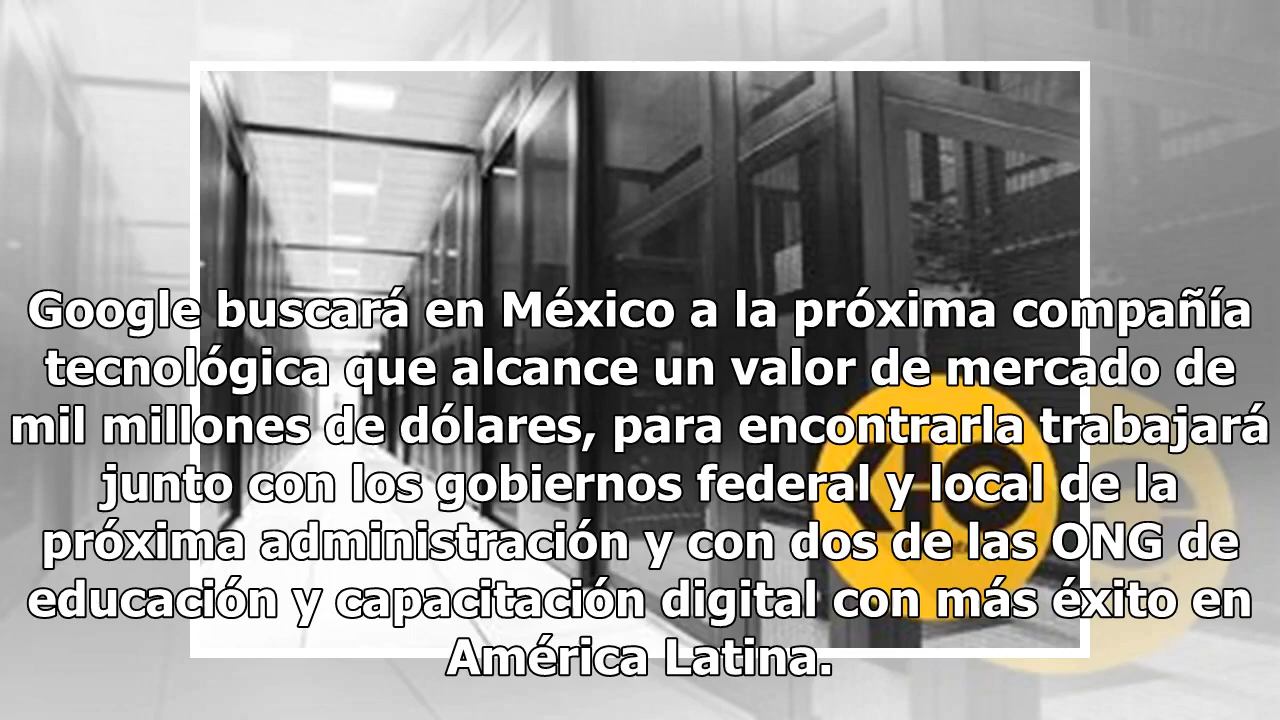 Google buscará en México a la próxima compañía
tecnológica que alcance un valor de mercado de
mil millones de dólares, para encontrarla trabajará
junto con los gobiernos federal y local de la
próxima administración y con dos de las ONG de
educación y capacitación digital con más éxito en
América Latina.
KIO